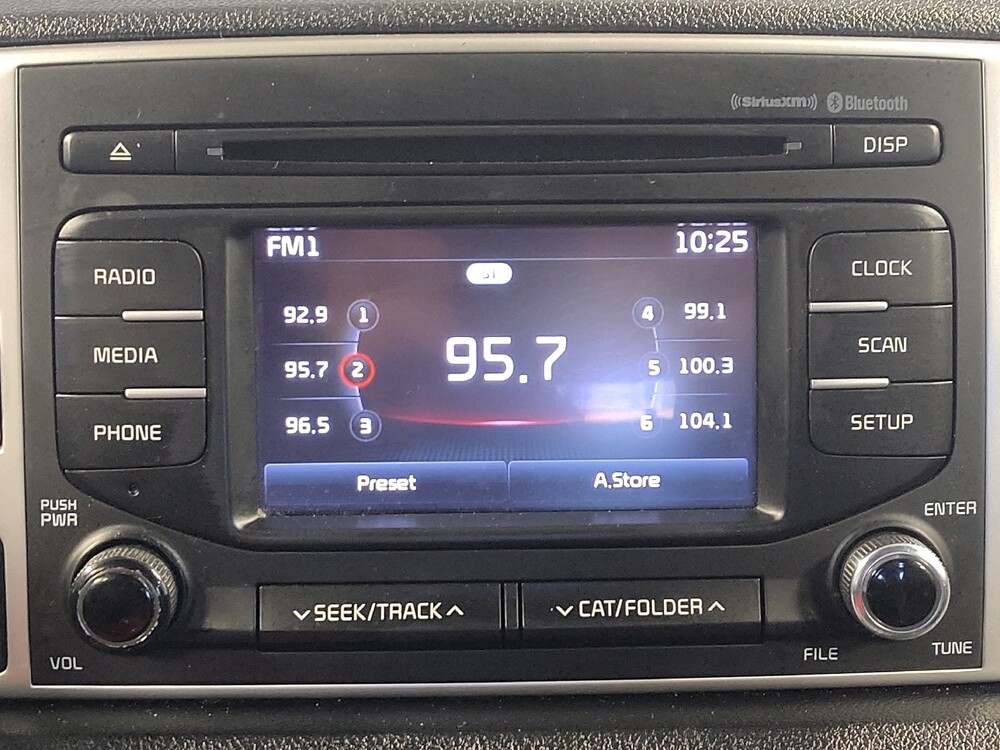 ((SiriusXM)) Bluetooth
DISP
FM1 10:25
ST
RADIO
MEDIA
PHONE
92.9 1
95.7 2
96.5 3
95.7
4 99.1
5 100.3
6 104.1
Preset A.Store
CLOCK
SCAN
SETUP
PUSH
PWR
VOL
SEEK/TRACK
CAT/FOLDER
ENTER
FILE TUNE